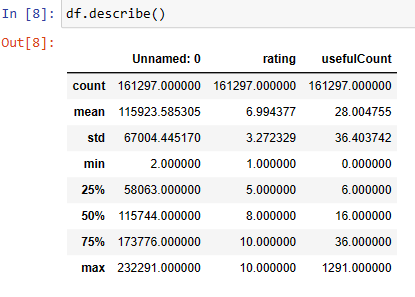 In [8]: df.describe()
Out[8]:
Unnamed: 0 rating usefulCount
count 161297.000000 161297.000000 161297.000000
mean 115923.585305 6.994377 28.004755
std 67004.445170 3.272329 36.403742
min 2.000000 1.000000 0.000000
25% 58063.000000 5.000000 6.000000
50% 115744.000000 8.000000 16.000000
75% 173776.000000 10.000000 36.000000
max 232291.000000 10.000000 1291.000000